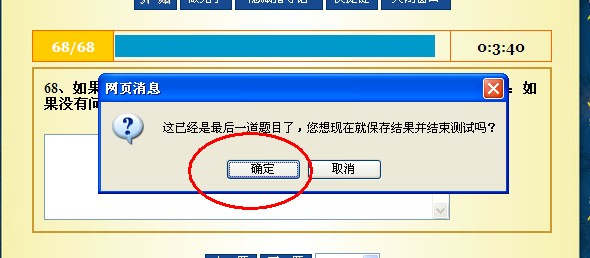 68/68
0:3:40
68、如果
：如
果没有问
网页消息
这已经是最后一道题目了，您想现在就保存结果并结束测试吗？
确定
取消